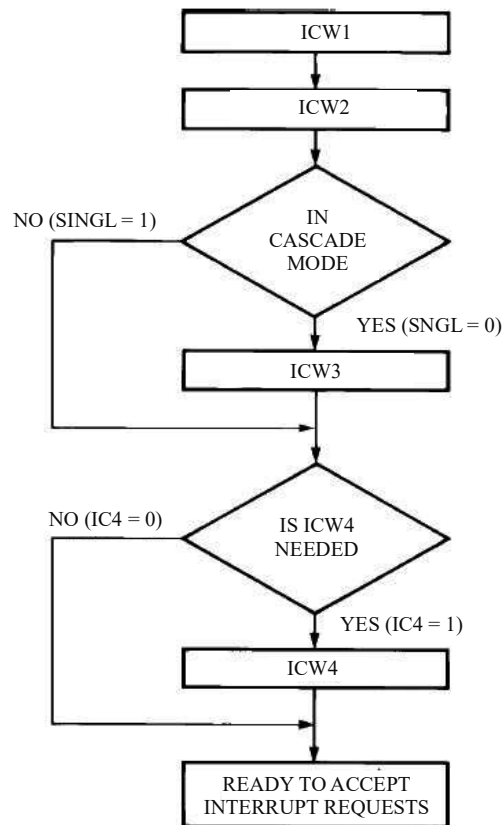 ICW1
ICW2
IN
CASCADE
MODE
NO (SINGL = 1)
YES (SNGL = 0)
ICW3
IS ICW4
NEEDED
NO (IC4 = 0)
YES (IC4 = 1)
ICW4
READY TO ACCEPT
INTERRUPT REQUESTS